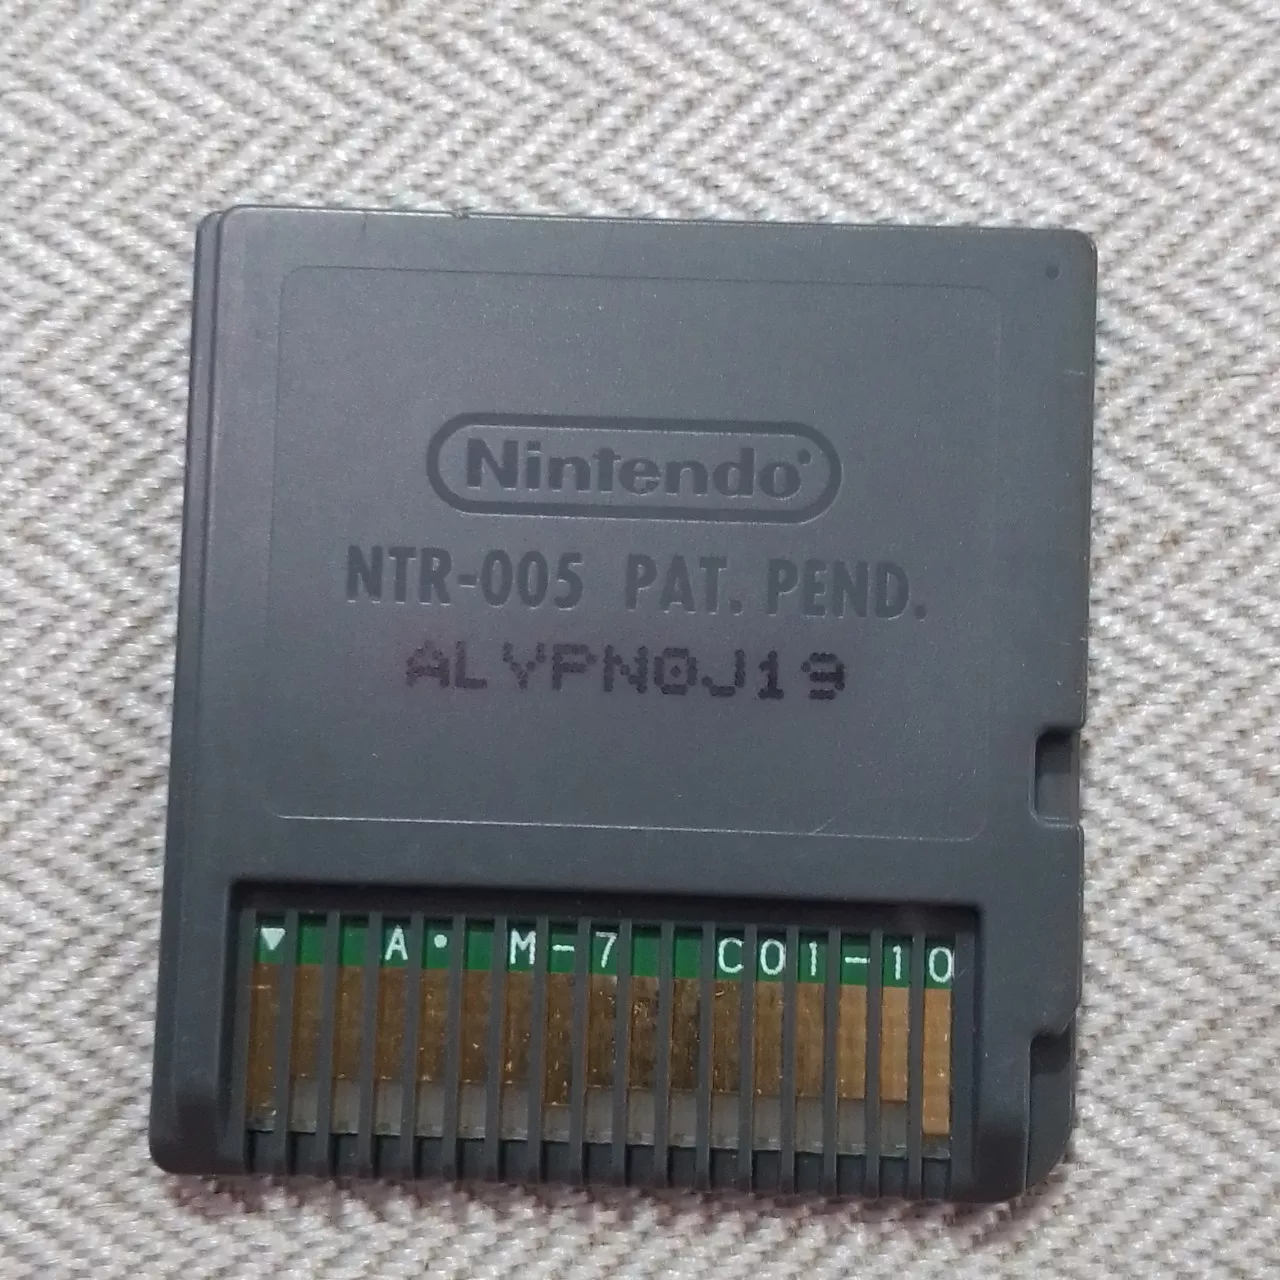 Nintendo
NTR-005 PAT. PEND.
ALYPN0J19
▼ A • M-7 C01-10